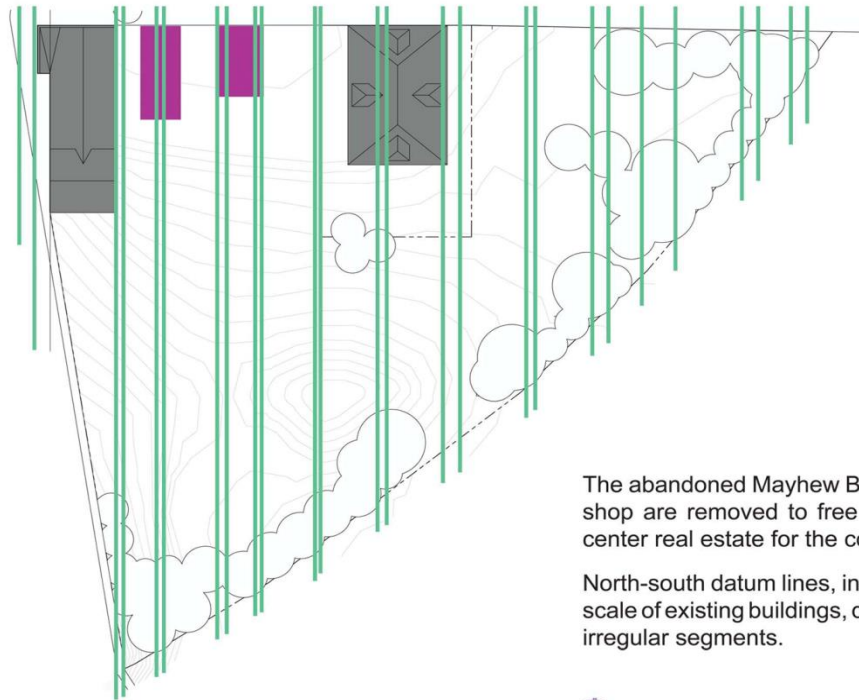 The abandoned Mayhew B
shop are removed to free
center real estate for the
North-south datum lines, in
scale of existing buildings,
irregular segments.